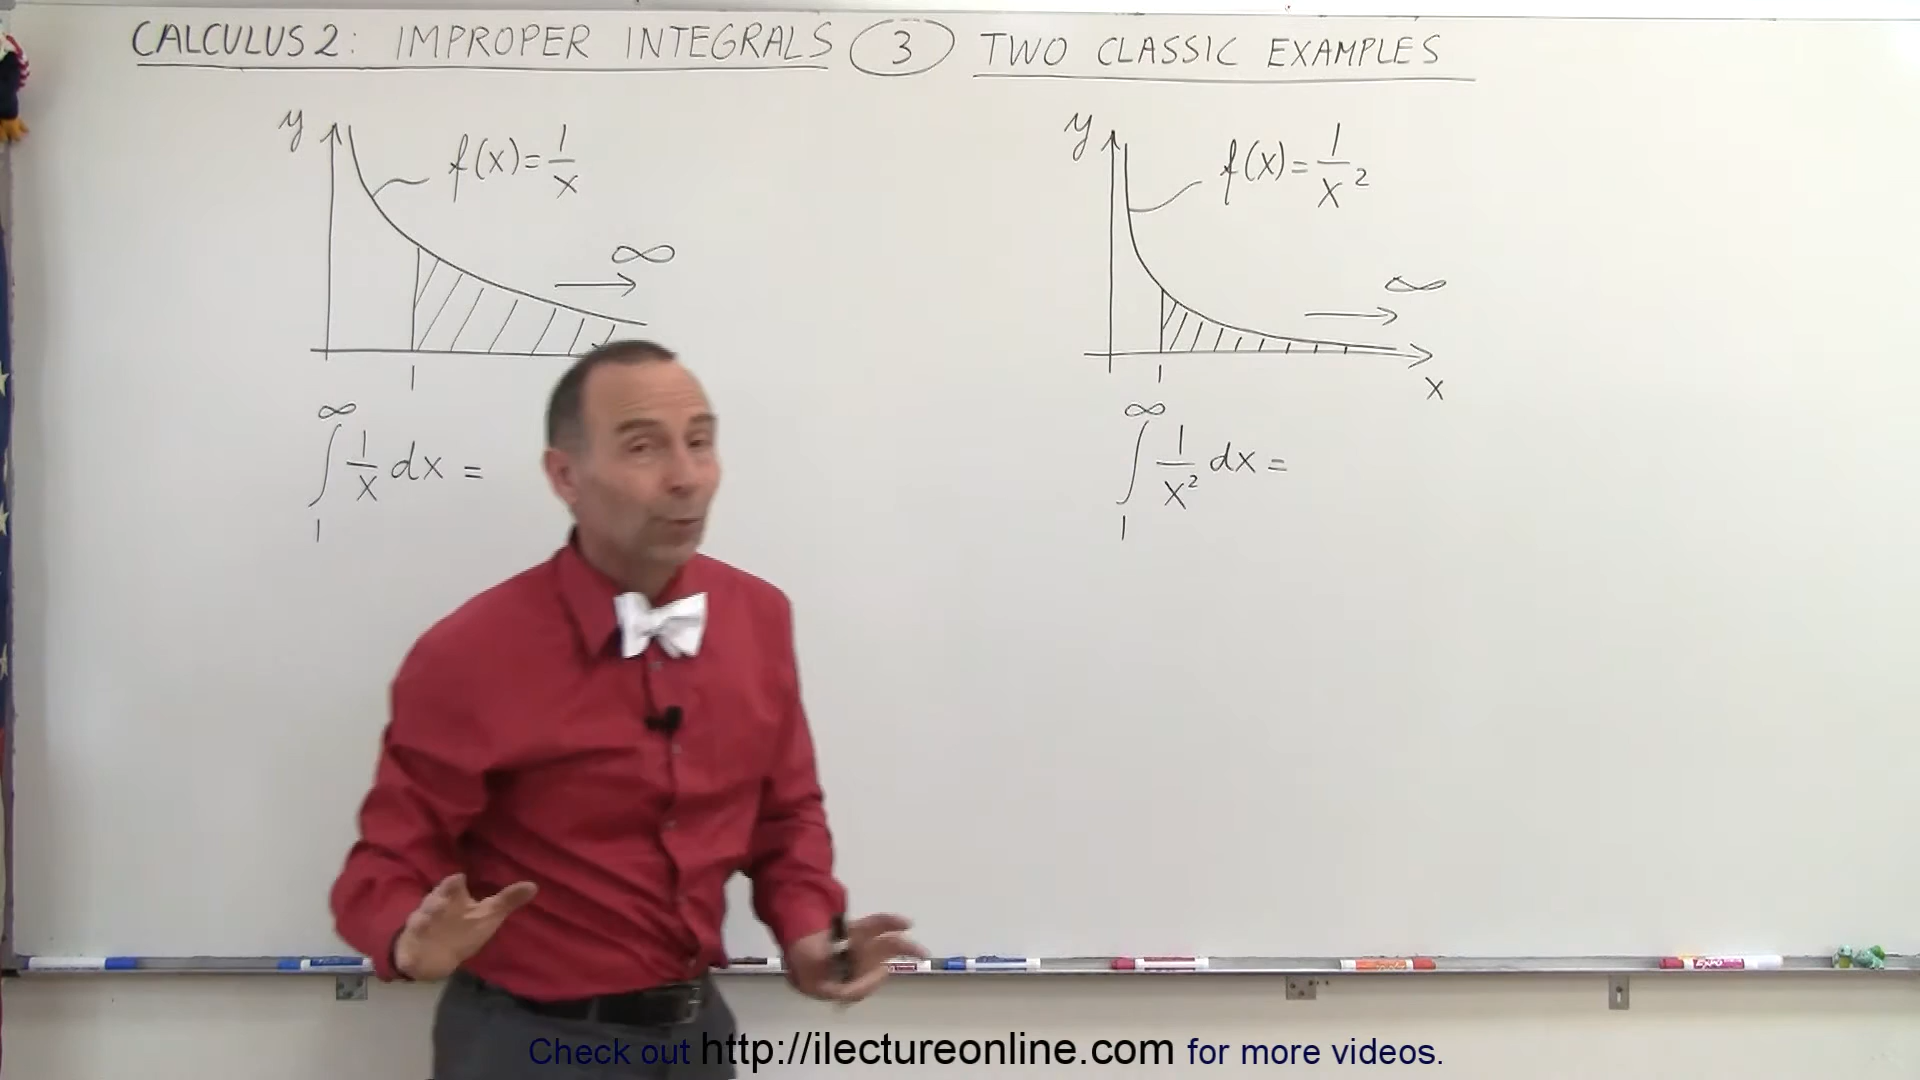 CALCULUS 2: IMPROPER INTEGRALS 3 TWO CLASSIC EXAMPLES
y f(x)=1/x
∞
1
∞
∫ 1/x dx =
1
y f(x)=1/x²
∞
x
1
∞
∫ 1/x² dx =
1
EXPO
Check out http://ilectureonline.com for more videos.